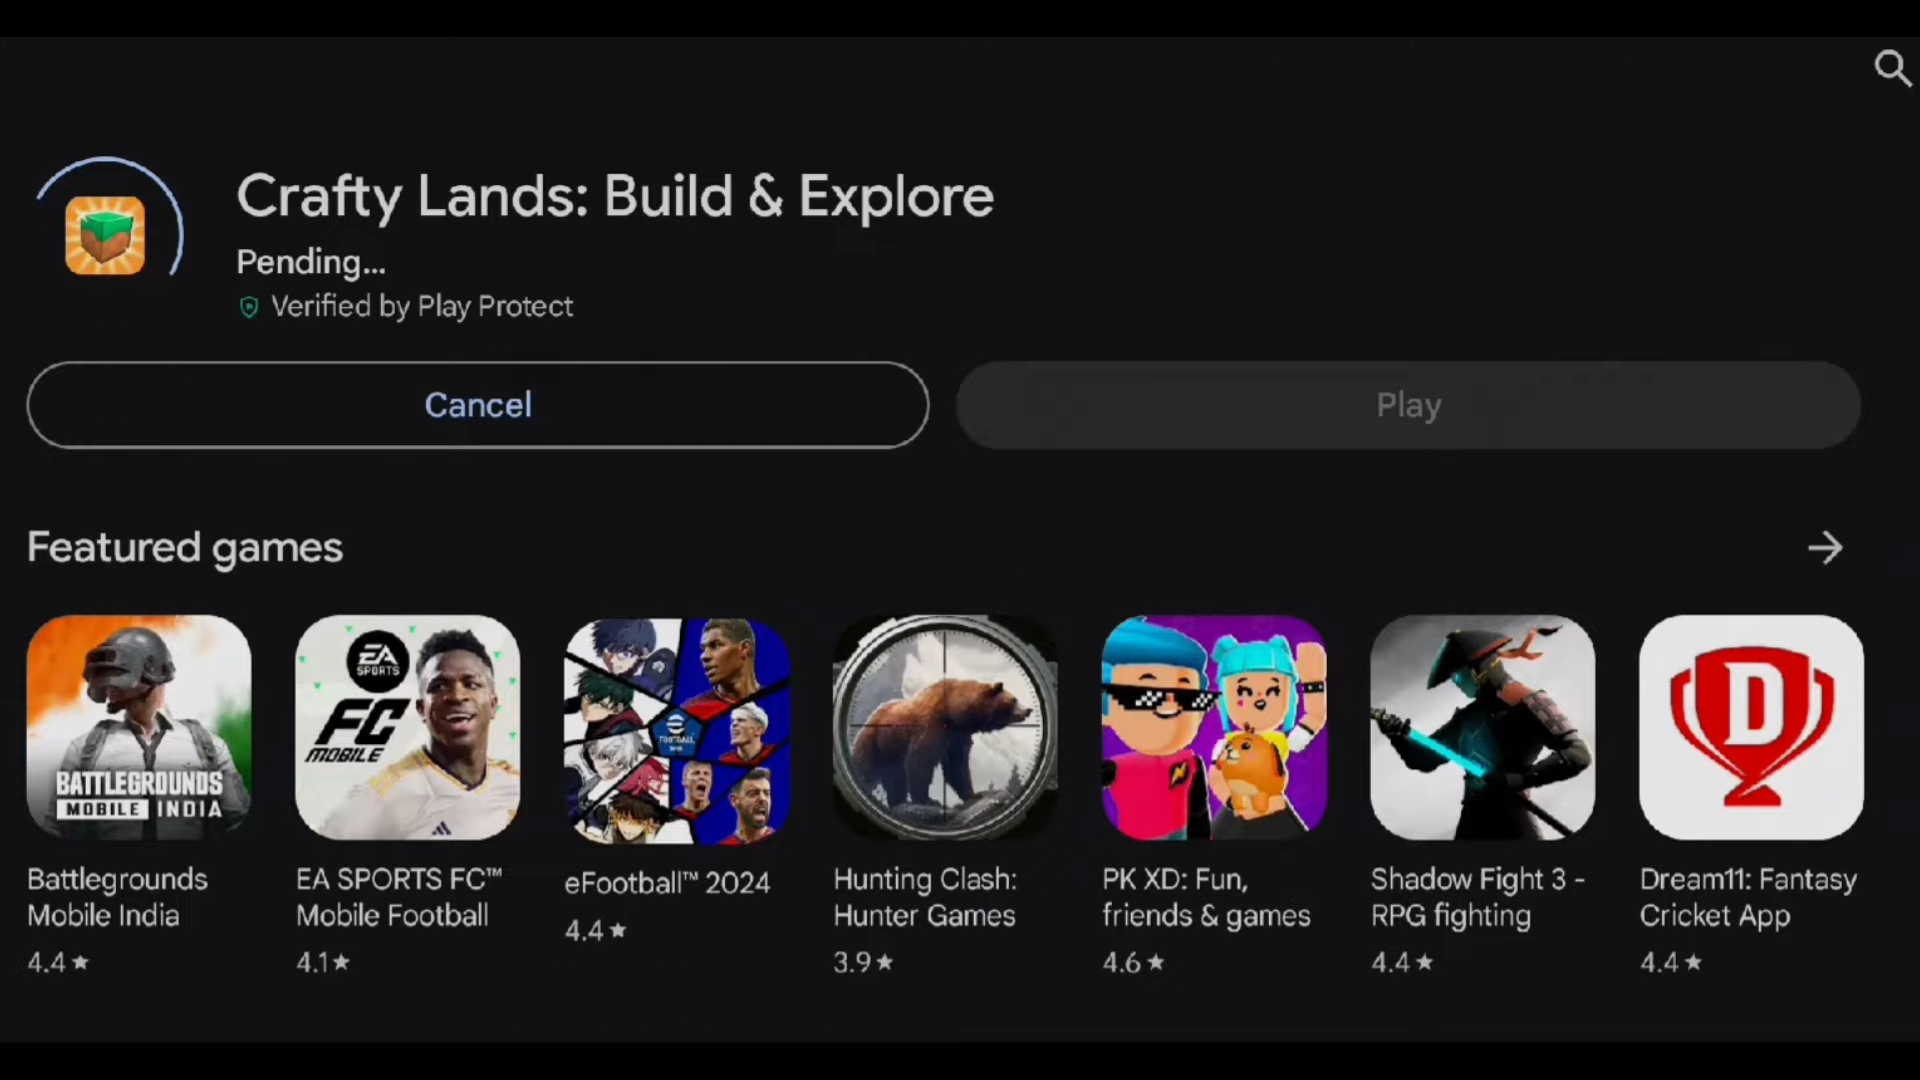 Crafty Lands: Build & Explore
Pending...
Verified by Play Protect
Cancel
Play
Featured games
BATTLEGROUNDS
MOBILE INDIA
EA
SPORTS
FC
MOBILE
D
Battlegrounds
Mobile India
4.4★
EA SPORTS FC™
Mobile Football
4.1★
eFootball™ 2024
4.4★
Hunting Clash:
Hunter Games
3.9★
PK XD: Fun,
friends & games
4.6★
Shadow Fight 3 -
RPG fighting
4.4★
Dream11: Fantasy
Cricket App
4.4★